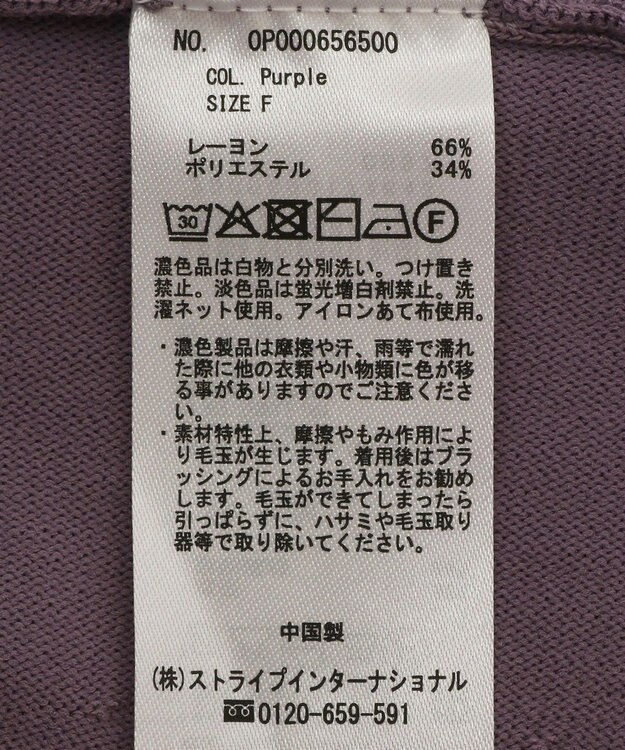 NO. OP000656500
COL. Purple
SIZE F
レーヨン 66%
ポリエステル 34%
30 F
濃色品は白物と分別洗い。つけ置き
禁止。淡色品は蛍光増白剤禁止。洗
濯ネット使用。アイロンあて布使用。
・濃色製品は摩擦や汗、雨等で濡れ
た際に他の衣類や小物類に色が移
る事がありますのでご注意くださ
い。
・素材特性上、摩擦やもみ作用によ
り毛玉が生じます。着用後はブラ
ッシングによるお手入れをお勧め
します。毛玉ができてしまったら
引っぱらずに、ハサミや毛玉取り
器等で取り除いてください。
中国製
(株)ストライプインターナショナル
0120-659-591